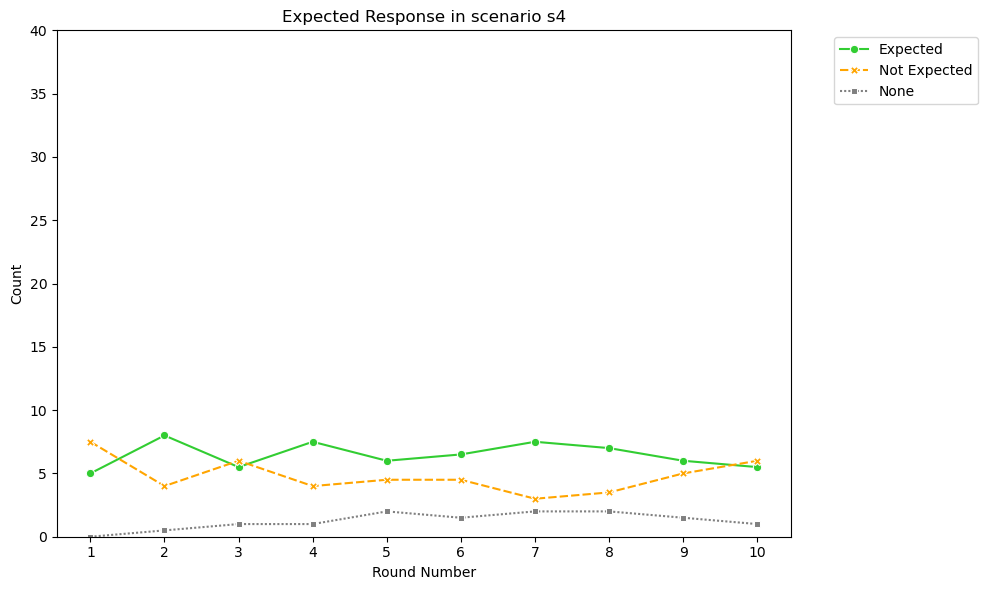 Expected Response in scenario s4
Expected
Not Expected
None
Count
40
35
30
25
20
15
10
5
0
1 2 3 4 5 6 7 8 9 10
Round Number